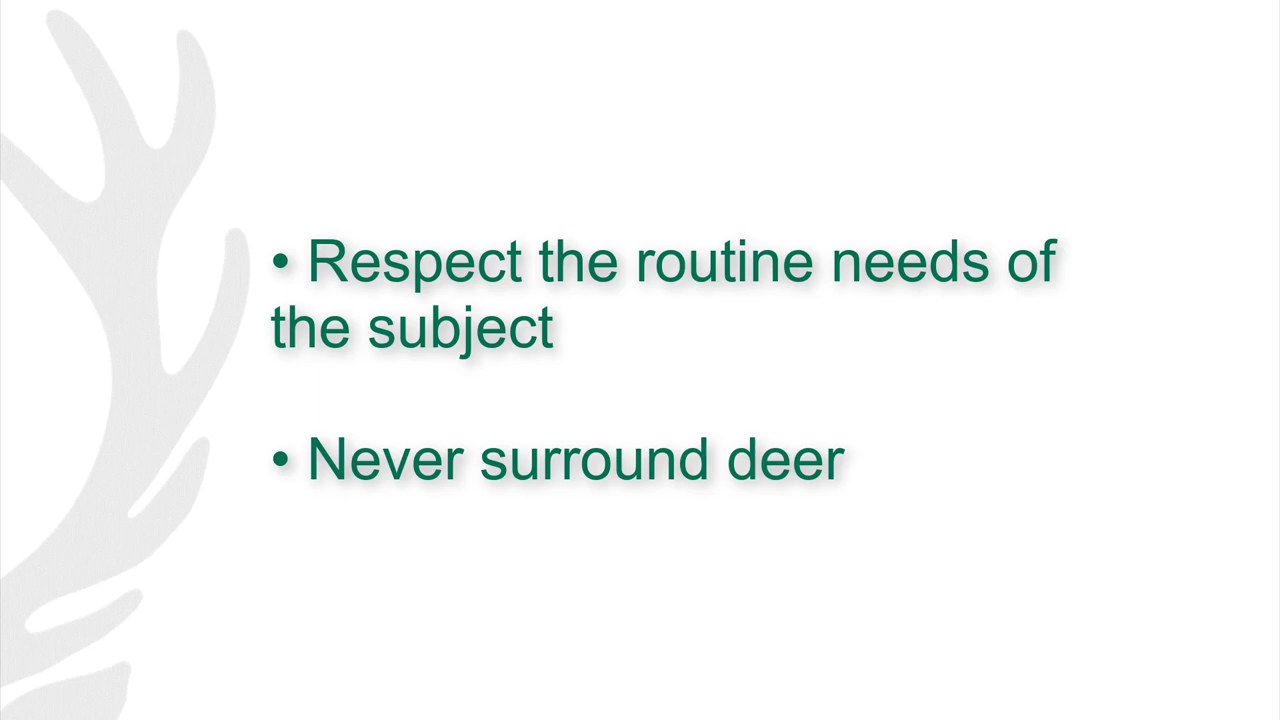 • Respect the routine needs of
the subject
• Never surround deer